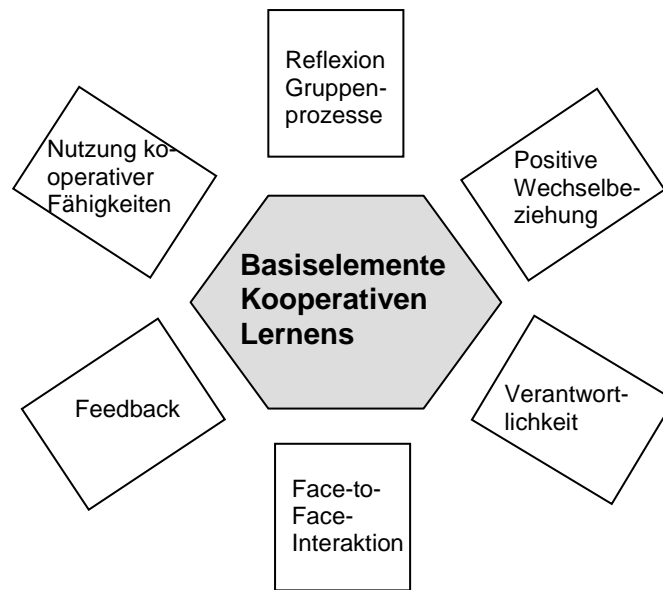 Reflexion
Gruppen-
prozesse
Nutzung ko-
operativer
Fähigkeiten
Positive
Wechselbe-
ziehung
Basiselemente
Kooperativen
Lernens
Feedback
Verantwort-
lichkeit
Face-to-
Face-
Interaktion